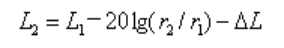 L₂ = L₁ − 20lg(r₂ / r₁) − ΔL